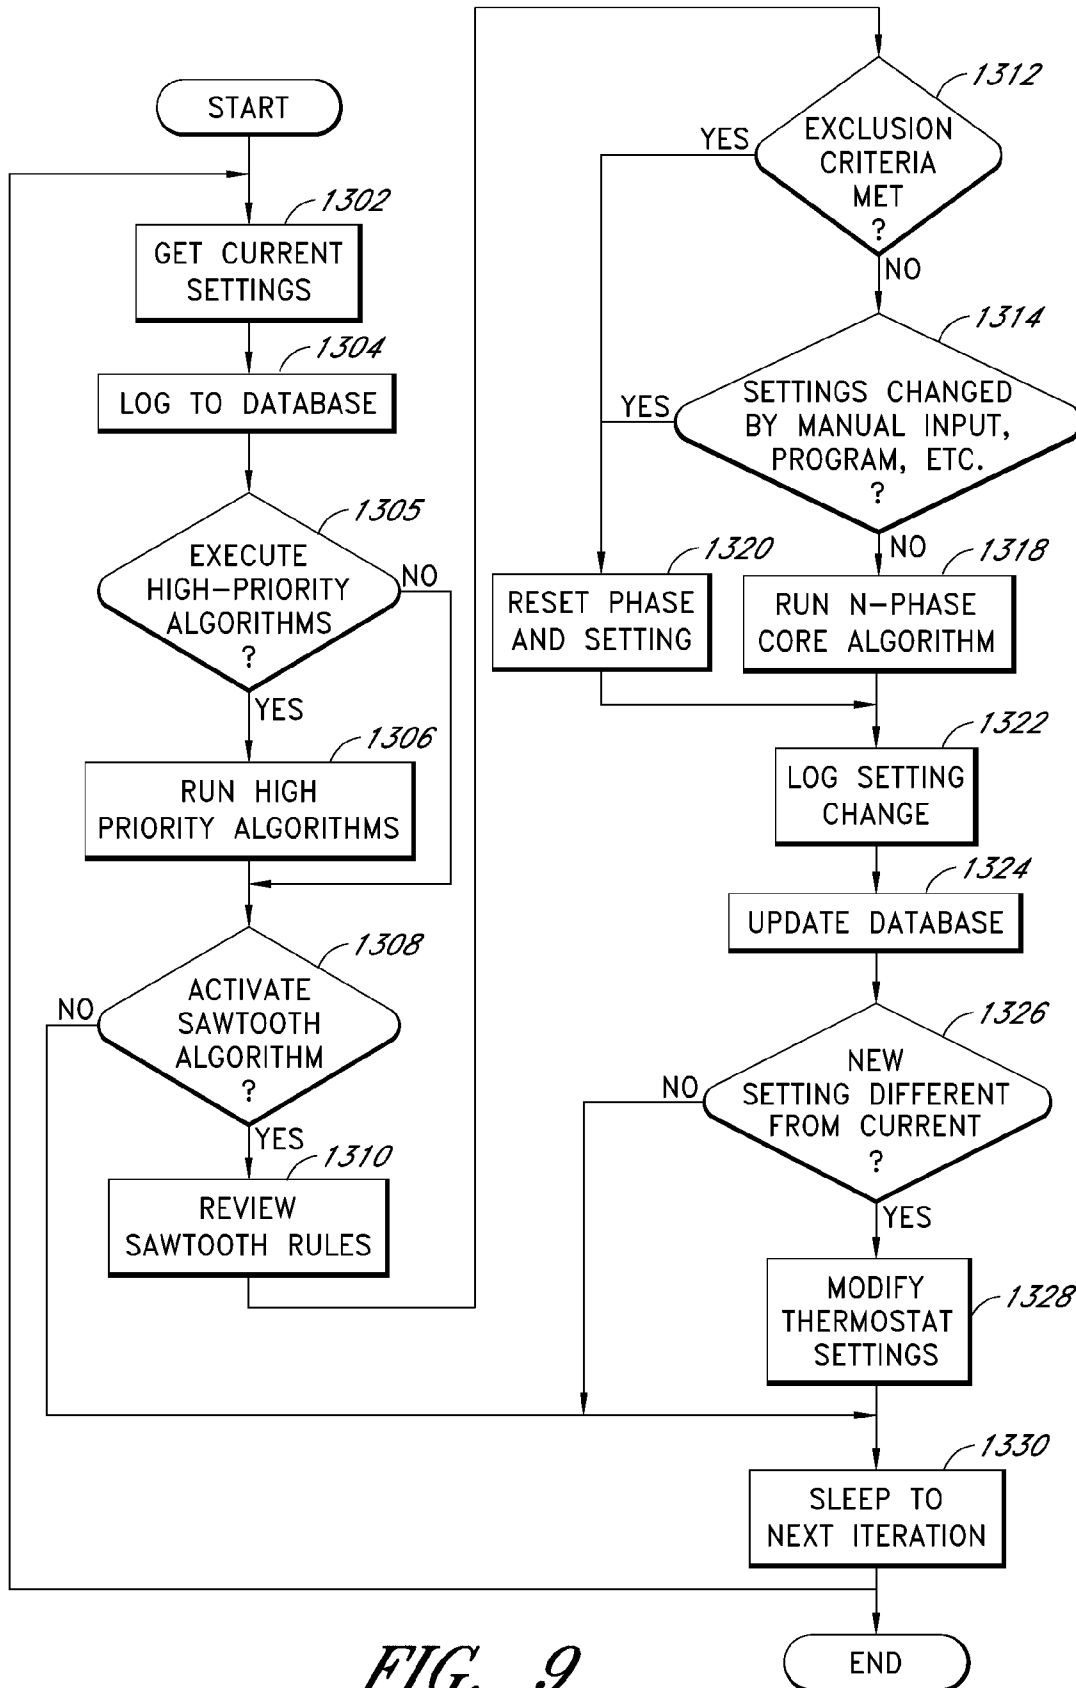 START
1302
GET CURRENT
SETTINGS
1304
LOG TO DATABASE
1305
EXECUTE
HIGH-PRIORITY
ALGORITHMS
?
NO
YES
1306
RUN HIGH
PRIORITY ALGORITHMS
1308
ACTIVATE
SAWTOOTH
ALGORITHM
?
NO
YES
1310
REVIEW
SAWTOOTH RULES
1312
EXCLUSION
CRITERIA
MET
?
YES
NO
1314
SETTINGS CHANGED
BY MANUAL INPUT,
PROGRAM, ETC.
?
YES
NO
1320
RESET PHASE
AND SETTING
1318
RUN N-PHASE
CORE ALGORITHM
1322
LOG SETTING
CHANGE
1324
UPDATE DATABASE
1326
NEW
SETTING DIFFERENT
FROM CURRENT
?
NO
YES
1328
MODIFY
THERMOSTAT
SETTINGS
1330
SLEEP TO
NEXT ITERATION
END
FIG. 9